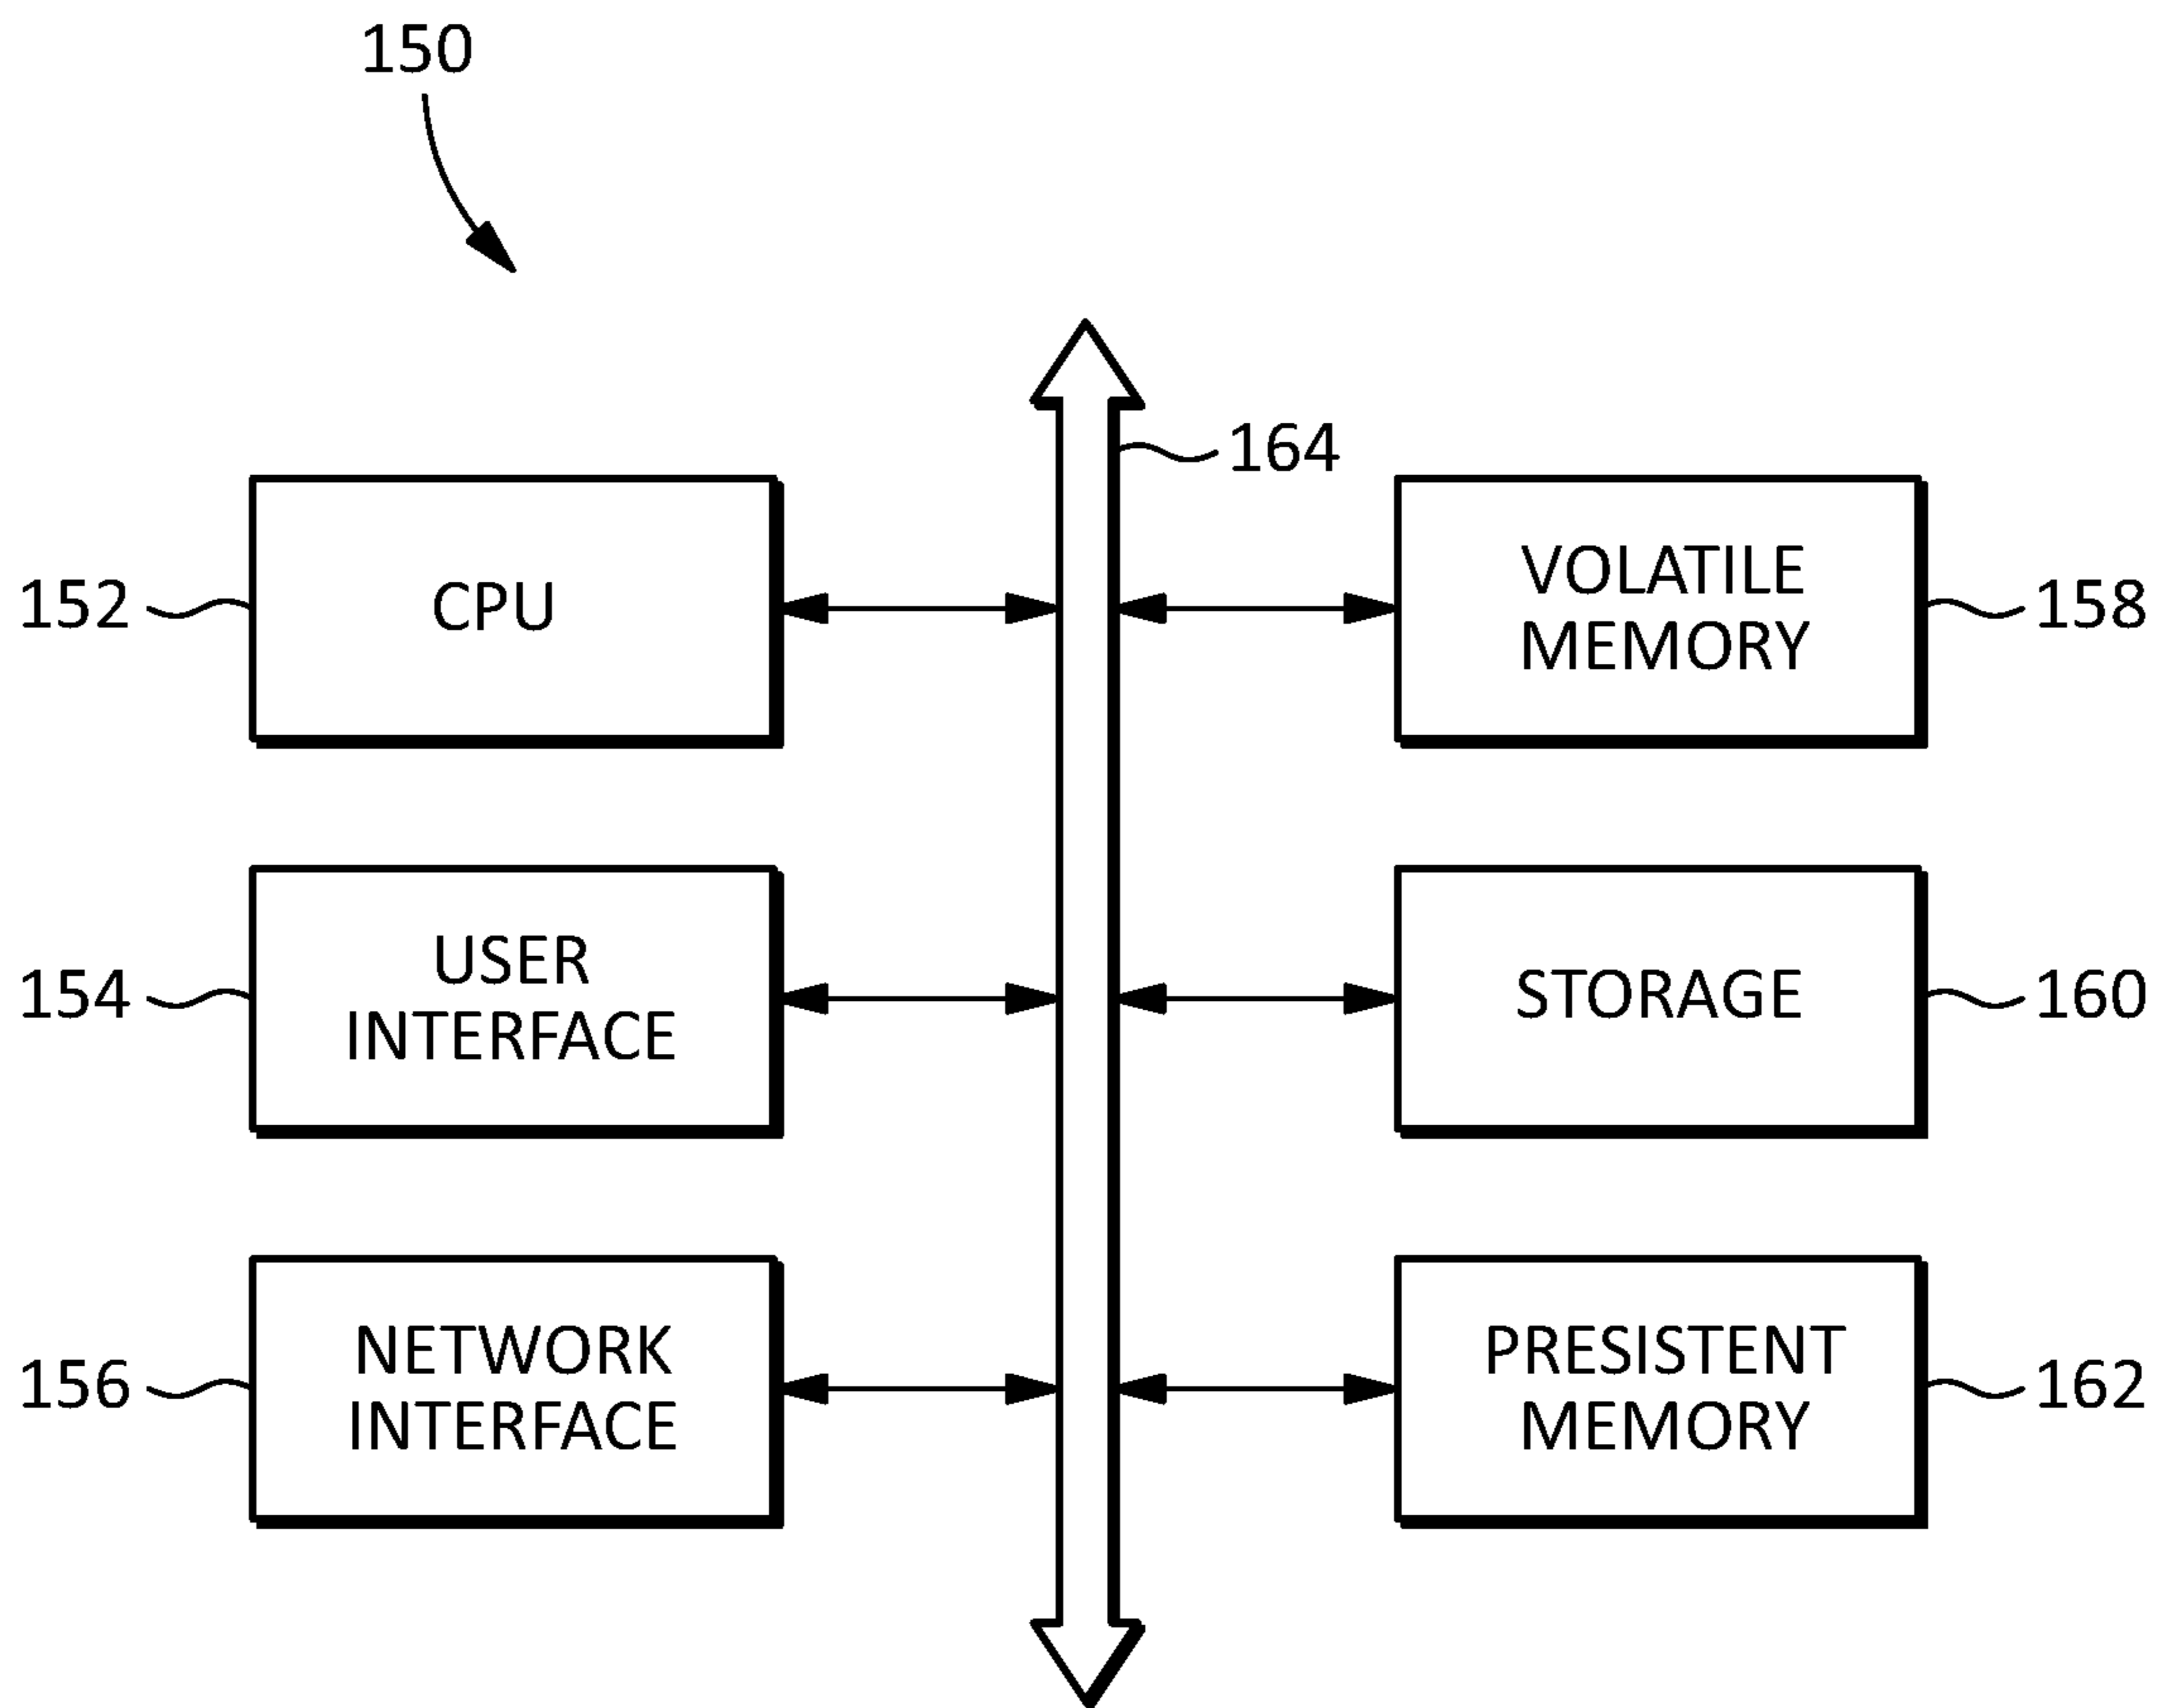 150
164
152
CPU
VOLATILE
MEMORY
158
154
USER
INTERFACE
STORAGE
160
156
NETWORK
INTERFACE
PRESISTENT
MEMORY
162